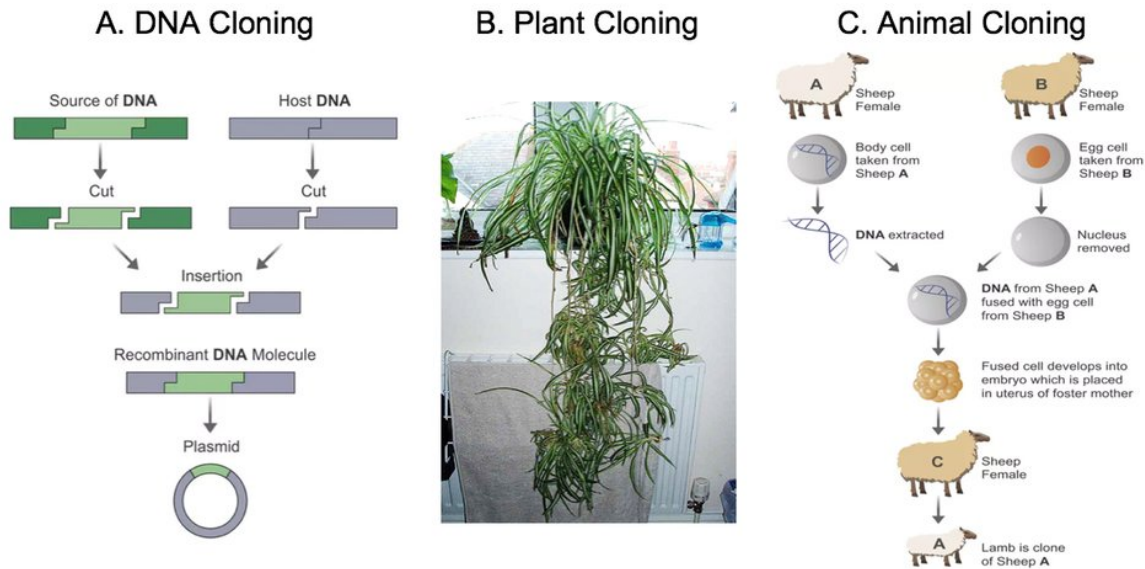 A. DNA Cloning
Source of DNA
Host DNA
Cut
Cut
Insertion
Recombinant DNA Molecule
Plasmid
B. Plant Cloning
C. Animal Cloning
A
Sheep
Female
B
Sheep
Female
Body cell
taken from
Sheep A
Egg cell
taken from
Sheep B
DNA extracted
Nucleus
removed
DNA from Sheep A
fused with egg cell
from Sheep B
Fused cell develops into
embryo which is placed
in uterus of foster mother
C
Sheep
Female
A
Lamb is clone
of Sheep A